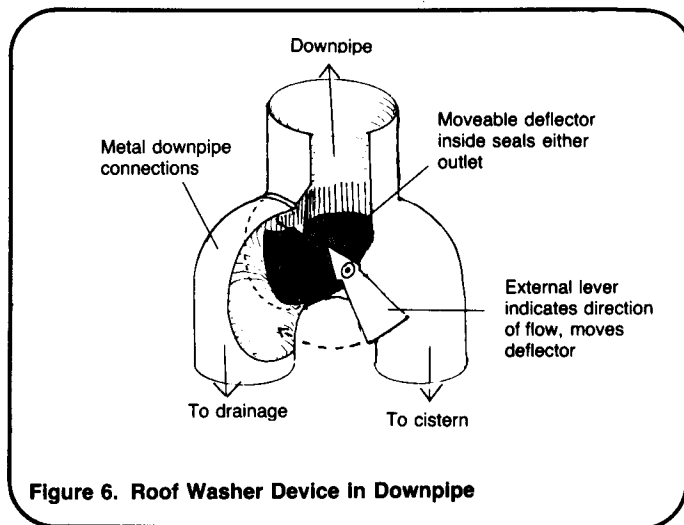 Downpipe
Metal downpipe
connections
Moveable deflector
inside seals either
outlet
External lever
indicates direction
of flow, moves
deflector
To drainage
To cistern
Figure 6. Roof Washer Device in Downpipe